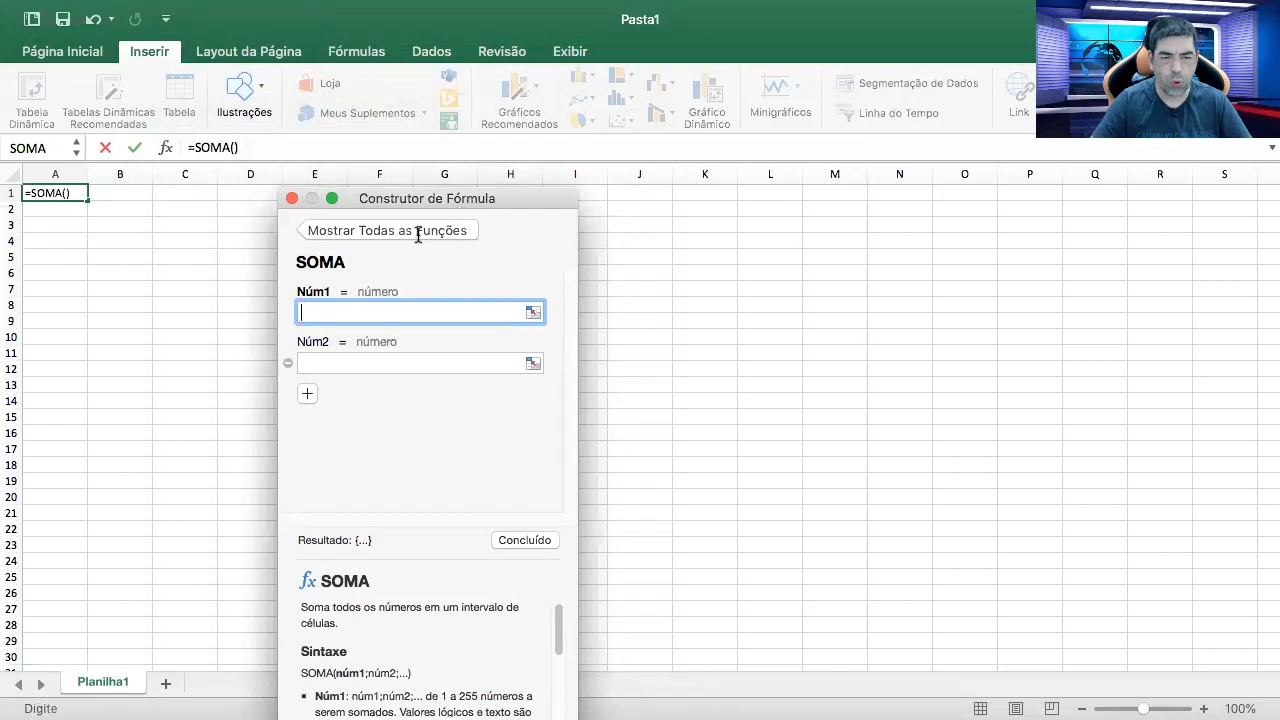 Pasta1
Página Inicial Inserir Layout da Página Fórmulas Dados Revisão Exibir
Tabela Dinâmica
Tabelas Dinâmicas Recomendadas
Tabela
Ilustrações
Loja
Meus suplementos
Gráficos Recomendados
Gráfico Dinâmico
Minigráficos
Segmentação de Dados
Linha do Tempo
Link
SOMA fx =SOMA()
A B C D E F G H I J K L M N O P Q R S
1 =SOMA()
2
3
4
5
6
7
8
9
10
11
12
13
14
15
16
17
18
19
20
21
22
23
24
25
26
27
28
29
30
Construtor de Fórmula
Mostrar Todas as Funções
SOMA
Núm1 = número
Núm2 = número
+
Resultado: {...} Concluído
fx SOMA
Soma todos os números em um intervalo de
células.
Sintaxe
SOMA(núm1;núm2;...)
▪ Núm1: núm1;núm2;... de 1 a 255 números a
serem somados. Valores lógicos e texto são
Planilha1 +
Digite 100%